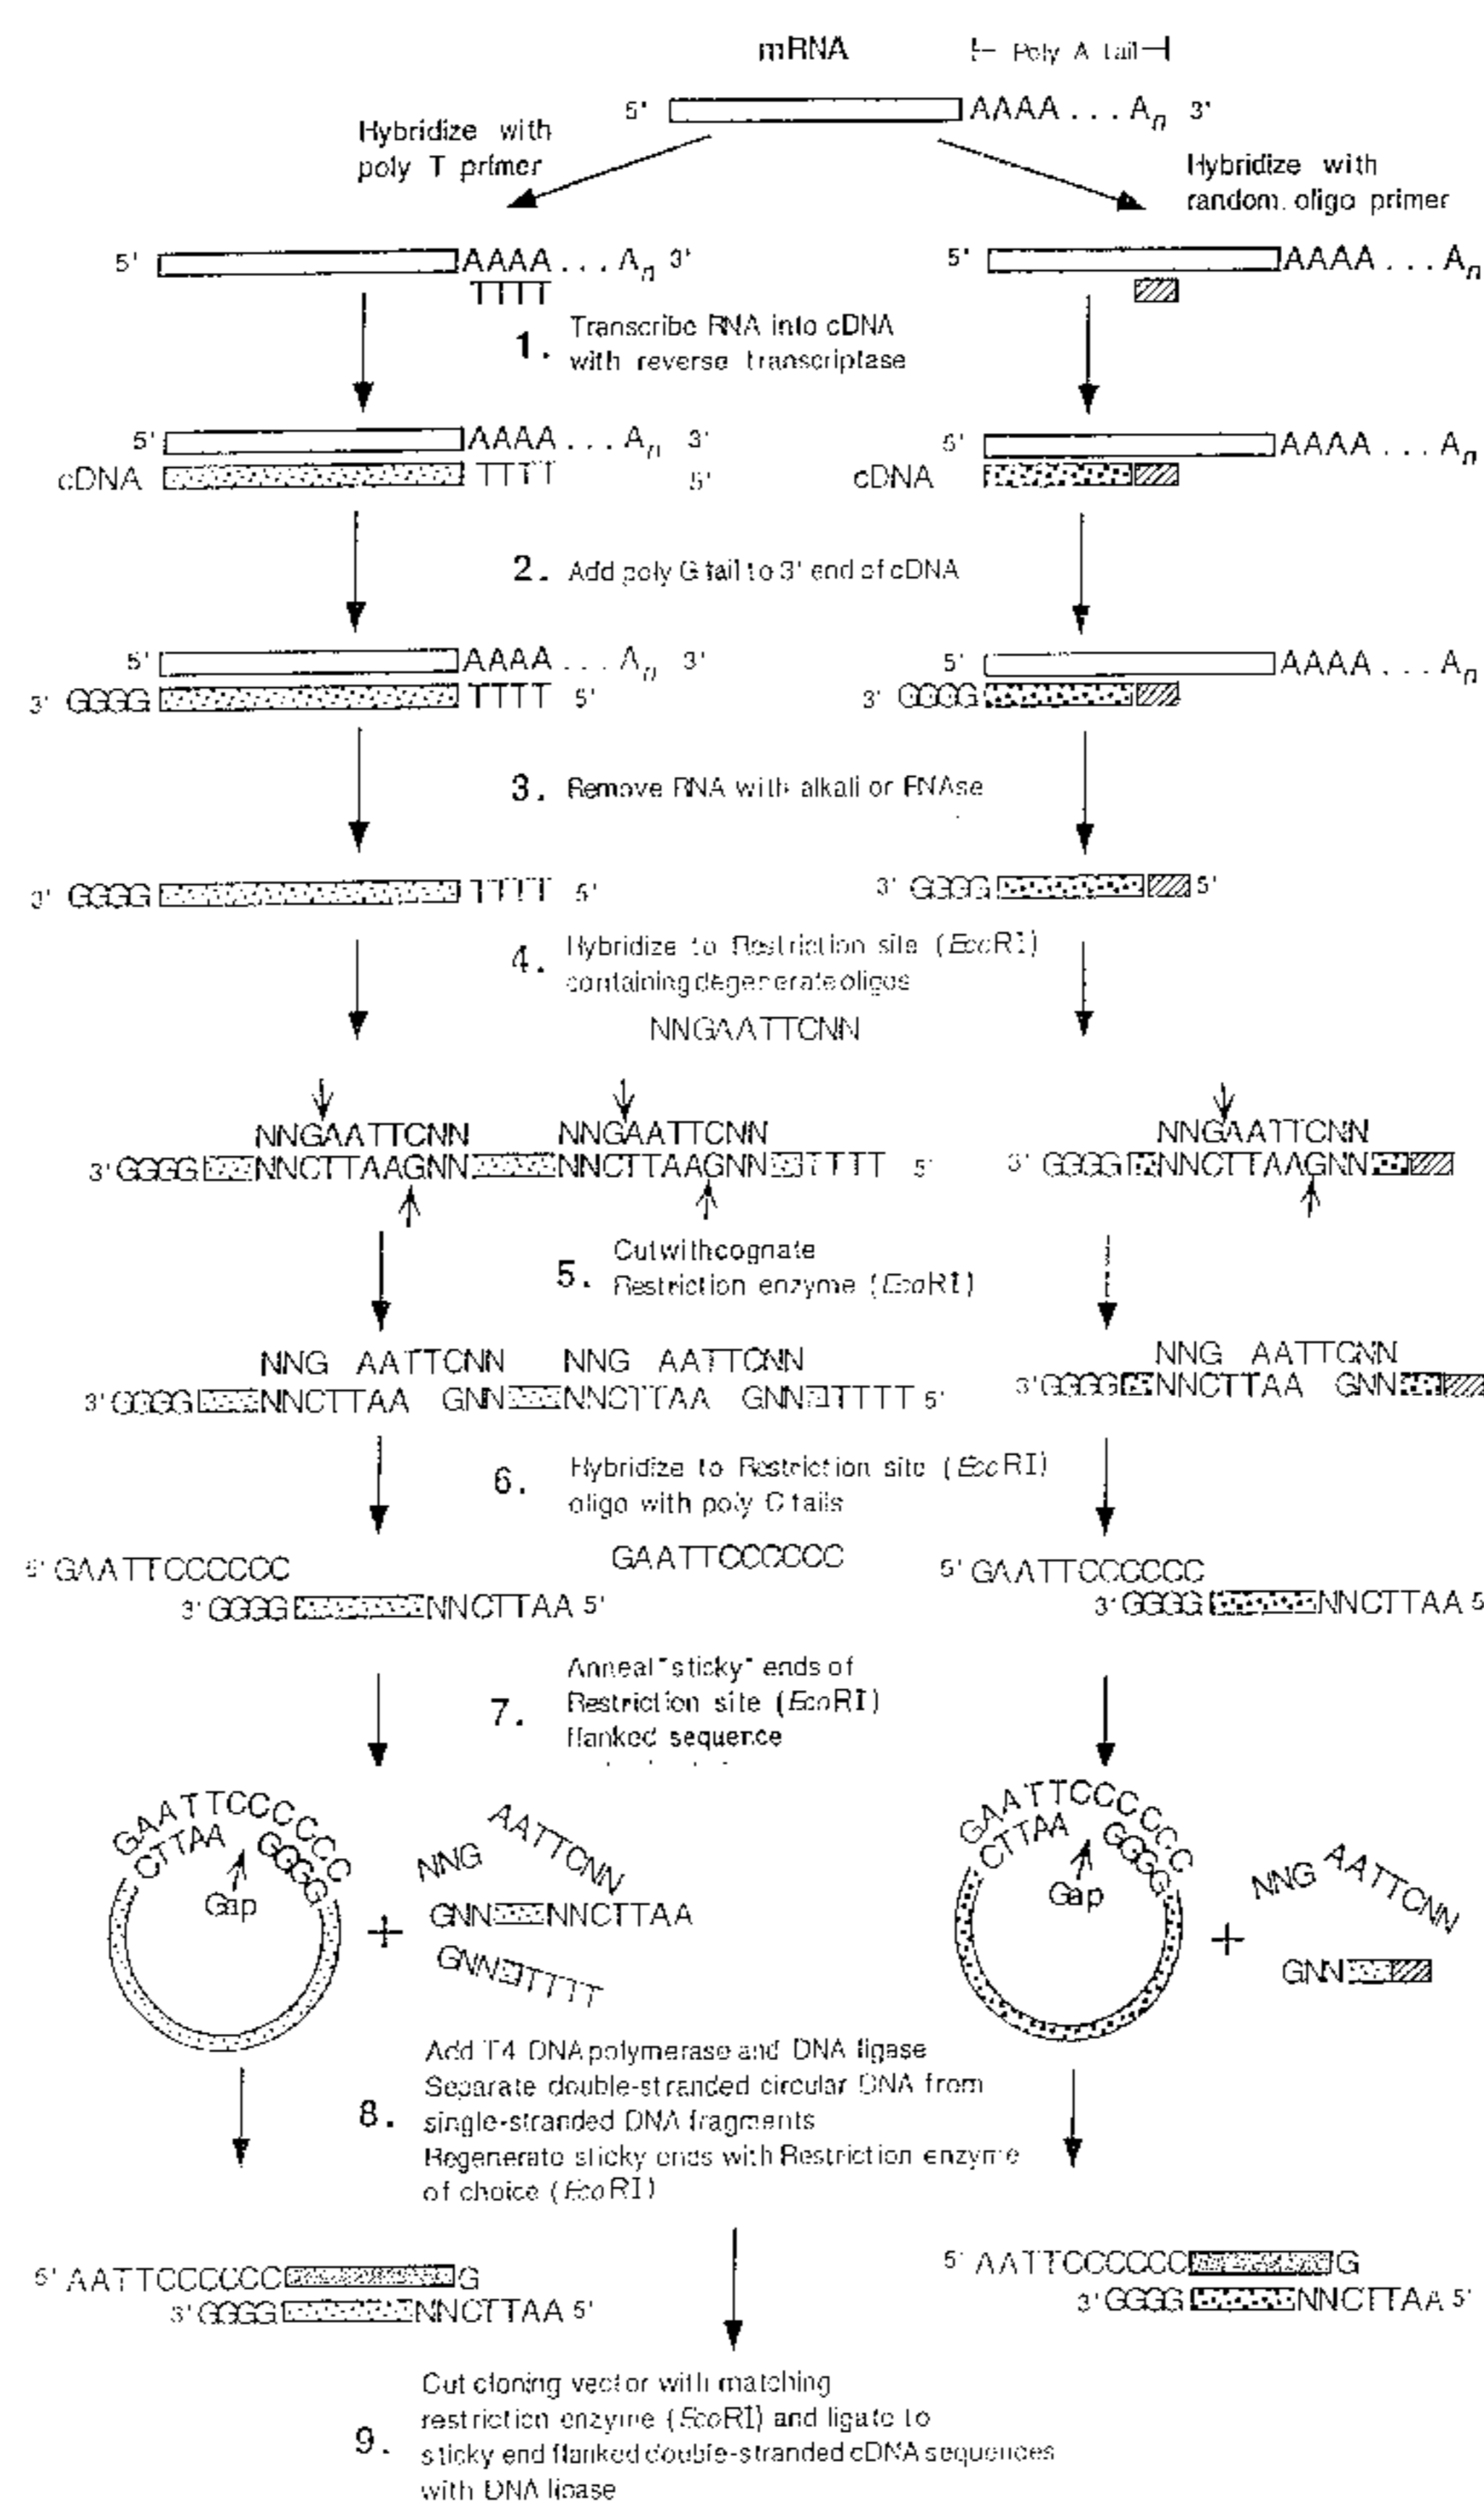 mRNA
Poly A tail
5' AAAA . . . An 3'
Hybridize with
poly T primer
Hybridize with
random. oligo primer
5' AAAA . . . An 3'
TTTT
5' AAAA . . . An
1. Transcribe RNA into cDNA
with reverse transcriptase
5' AAAA . . . An 3'
cDNA TTTT 5'
5' AAAA . . . An
cDNA
2. Add poly G tail to 3' end of cDNA
5' AAAA . . . An 3'
3' GGGG TTTT 5'
5' AAAA . . . An
3' GGGG
3. Remove RNA with alkali or RNAse
3' GGGG TTTT 5'
3' GGGG 5'
4. Hybridize to Restriction site (EcoRI)
containing degenerate oligos
NNGAATTCNN
NNGAATTCNN NNGAATTCNN
3' GGGG NNCTTAAGNN NNCTTAAGNN TTTT 5'
NNGAATTCNN
3' GGGG NNCTTAAGNN
5. Cutwithcognate
Restriction enzyme (EcoRI)
NNG AATTCNN NNG AATTCNN
3' GGGG NNCTTAA GNN NNCTTAA GNN TTTT 5'
NNG AATTCNN
3' GGGG NNCTTAA GNN
6. Hybridize to Restriction site (EcoRI)
oligo with poly C tails
GAATTCCCCCC
5' GAATTCCCCCC
3' GGGG NNCTTAA 5'
5' GAATTCCCCCC
3' GGGG NNCTTAA 5
7. Anneal "sticky" ends of
Restriction site (EcoRI)
flanked sequence
GAATTCCCCCC
CTTAA GGGG
Gap
+
NNG AATTCNN
GNN NNCTTAA
GNN TTTT
GAATTCCCCCC
CTTAA GGGG
Gap
+
NNG AATTCNN
GNN
8. Add T4 DNA polymerase and DNA ligase
Separate double-stranded circular DNA from
single-stranded DNA fragments
Regenerate sticky ends with Restriction enzyme
of choice (EcoRI)
5' AATTCCCCCC G
3' GGGG NNCTTAA 5'
5' AATTCCCCCC G
3' GGGG NNCTTAA 5'
9. Cut cloning vector with matching
restriction enzyme (EcoRI) and ligate to
sticky end flanked double-stranded cDNA sequences
with DNA ligase